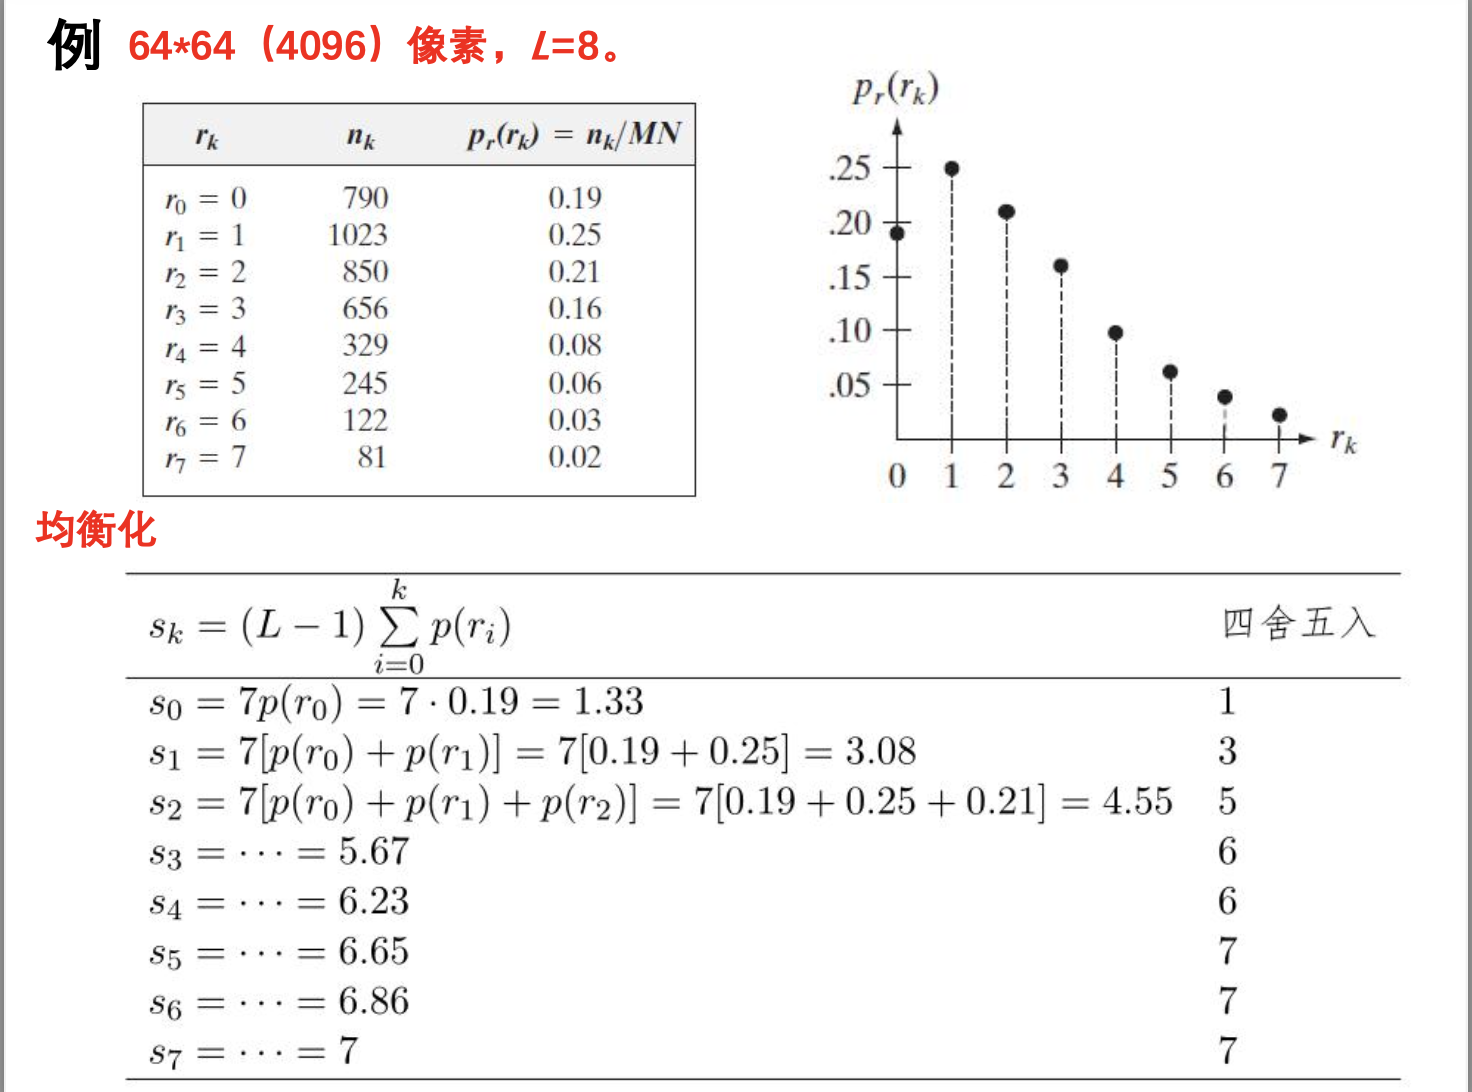 例 64*64（4096）像素，L=8。
r_k n_k p_r(r_k) = n_k/MN
r_0 = 0 790 0.19
r_1 = 1 1023 0.25
r_2 = 2 850 0.21
r_3 = 3 656 0.16
r_4 = 4 329 0.08
r_5 = 5 245 0.06
r_6 = 6 122 0.03
r_7 = 7 81 0.02
p_r(r_k)
.25
.20
.15
.10
.05
r_k
0 1 2 3 4 5 6 7
均衡化
s_k = (L − 1) ∑_{i=0}^{k} p(r_i) 四舍五入
s_0 = 7p(r_0) = 7 · 0.19 = 1.33 1
s_1 = 7[p(r_0) + p(r_1)] = 7[0.19 + 0.25] = 3.08 3
s_2 = 7[p(r_0) + p(r_1) + p(r_2)] = 7[0.19 + 0.25 + 0.21] = 4.55 5
s_3 = ··· = 5.67 6
s_4 = ··· = 6.23 6
s_5 = ··· = 6.65 7
s_6 = ··· = 6.86 7
s_7 = ··· = 7 7